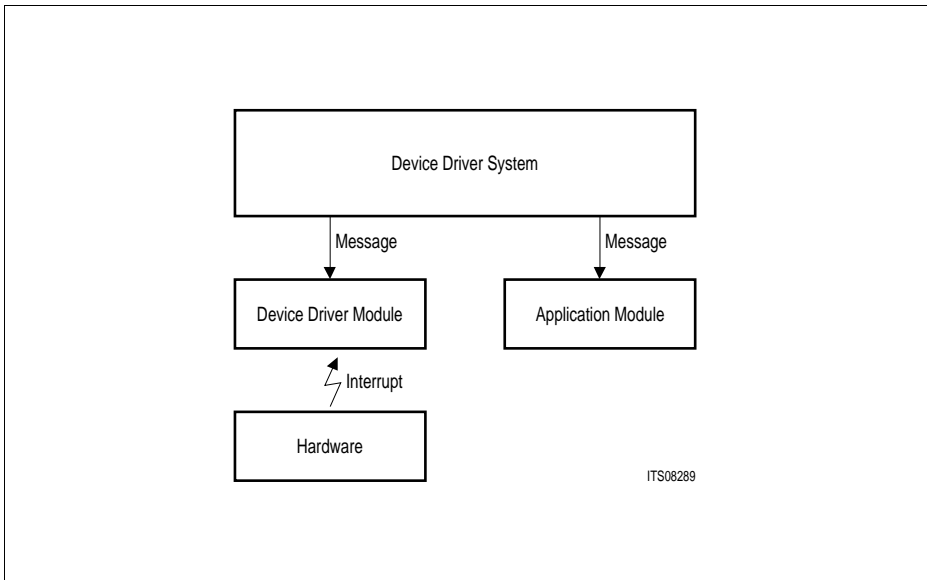 Device Driver System
Message
Message
Device Driver Module
Application Module
Interrupt
Hardware
ITS08289